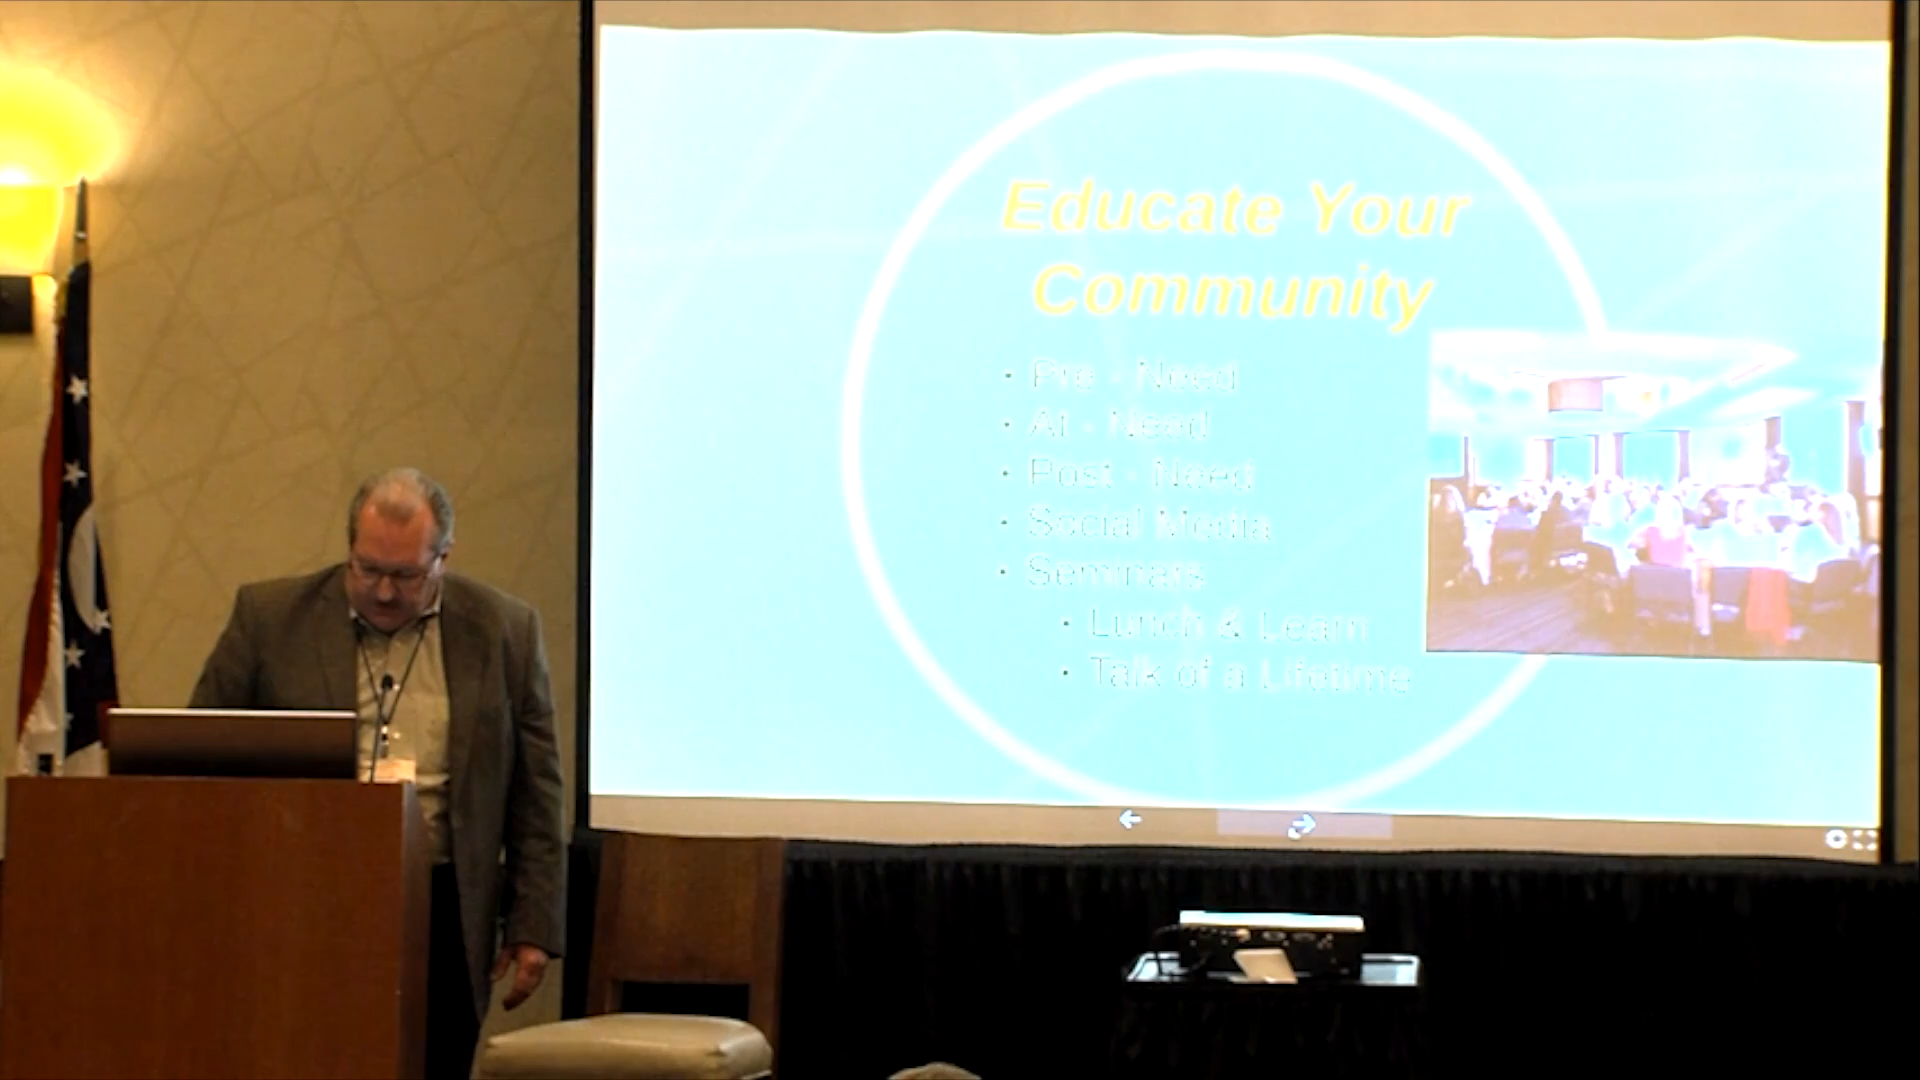 Educate Your
Community
• Pre - Need
• At - Need
• Post - Need
• Social Media
• Seminars
• Lunch & Learn
• Talk of a Lifetime